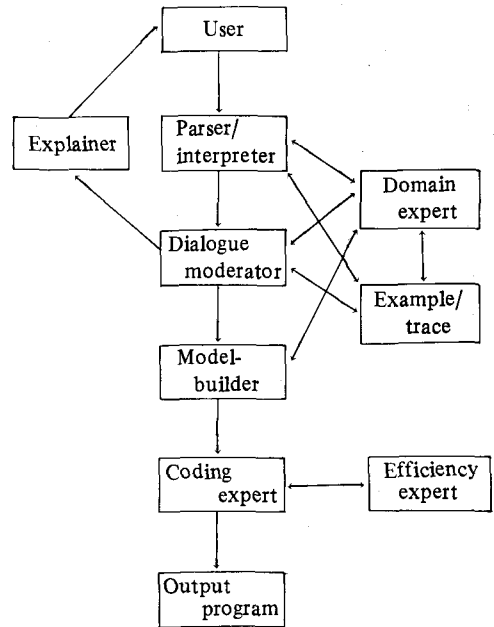 User
Explainer
Parser/
interpreter
Domain
expert
Dialogue
moderator
Example/
trace
Model-
builder
Coding
expert
Efficiency
expert
Output
program